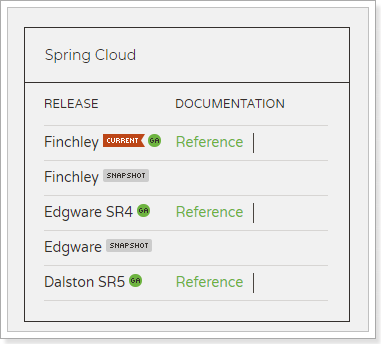 Spring Cloud
RELEASE DOCUMENTATION
Finchley CURRENT GA Reference
Finchley SNAPSHOT
Edgware SR4 GA Reference
Edgware SNAPSHOT
Dalston SR5 GA Reference